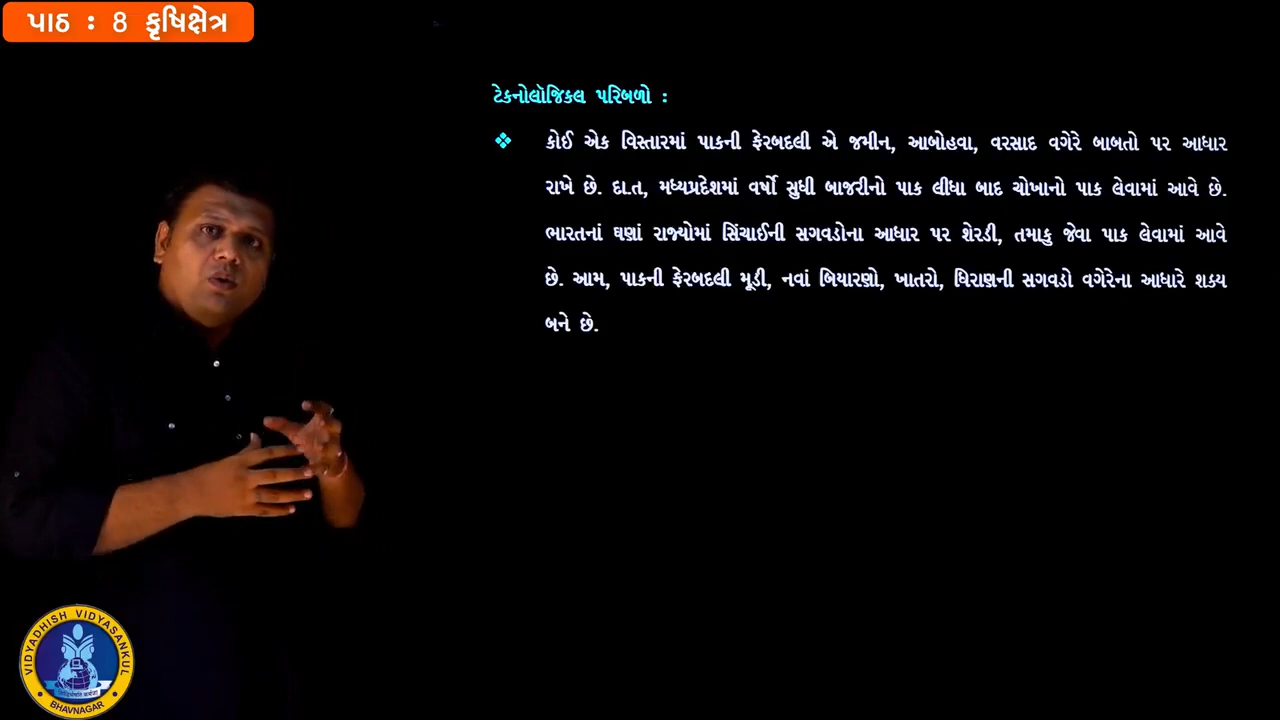 પાઠ : 8 કૃષિક્ષેત્ર
ટેકનોલૉજિકલ પરિબળો :
❖ કોઈ એક વિસ્તારમાં પાકની ફેરબદલી એ જમીન, આબોહવા, વરસાદ વગેરે બાબતો પર આધાર
રાખે છે. દા.ત, મધ્યપ્રદેશમાં વર્ષો સુધી બાજરીનો પાક લીધા બાદ ચોખાનો પાક લેવામાં આવે છે.
ભારતનાં ઘણાં રાજ્યોમાં સિંચાઈની સગવડોના આધાર પર શેરડી, તમાકુ જેવા પાક લેવામાં આવે
છે. આમ, પાકની ફેરબદલી મૂડી, નવાં બિયારણો, ખાતરો, ધિરાણની સગવડો વગેરેના આધારે શક્ય
બને છે.
VIDYADHISH VIDYASANKUL
BHAVNAGAR